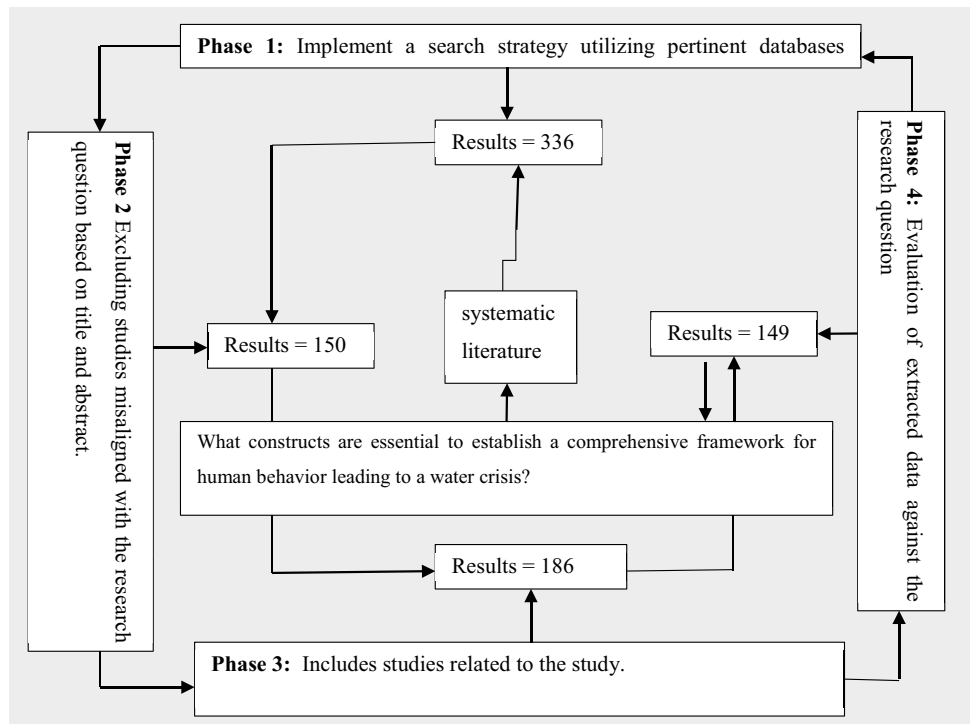 Phase 1: Implement a search strategy utilizing pertinent databases
Results = 336
Phase 2 Excluding studies misaligned with the research
question based on title and abstract.
Phase 4: Evaluation of extracted data against the
research question
systematic
literature
Results = 150
Results = 149
What constructs are essential to establish a comprehensive framework for
human behavior leading to a water crisis?
Results = 186
Phase 3: Includes studies related to the study.